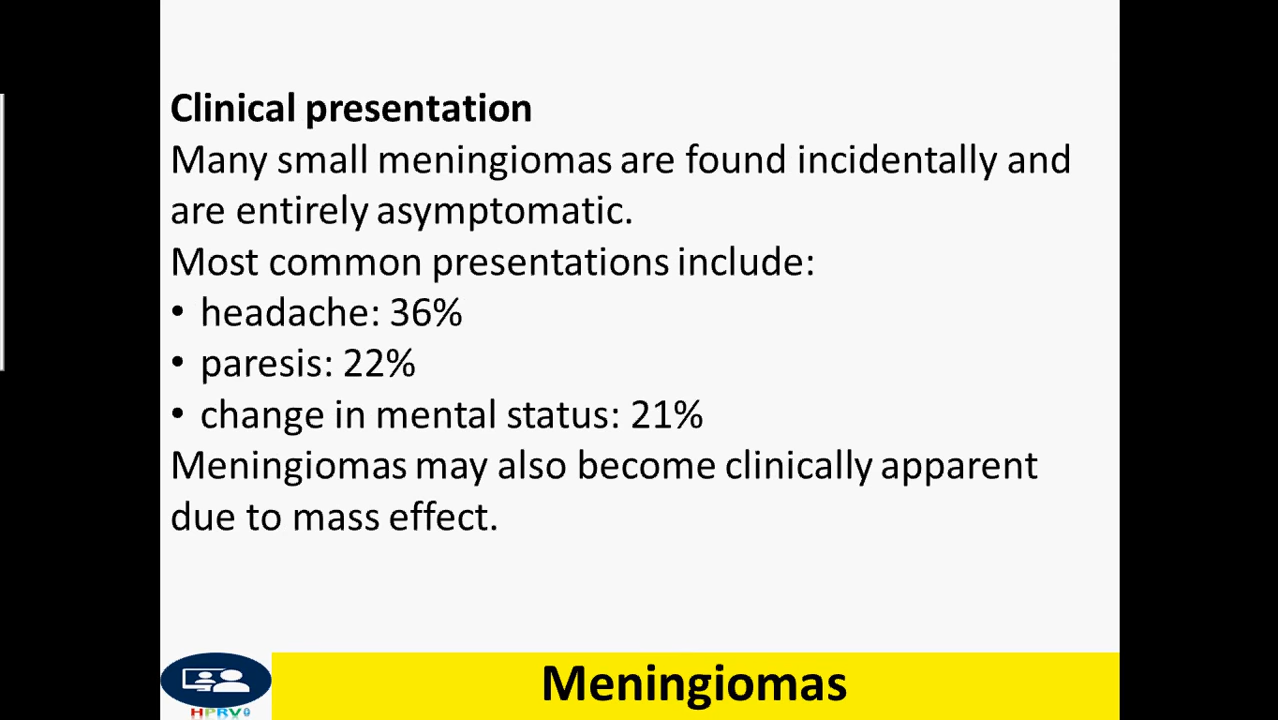 Clinical presentation
Many small meningiomas are found incidentally and
are entirely asymptomatic.
Most common presentations include:
• headache: 36%
• paresis: 22%
• change in mental status: 21%
Meningiomas may also become clinically apparent
due to mass effect.
Meningiomas
HPRV